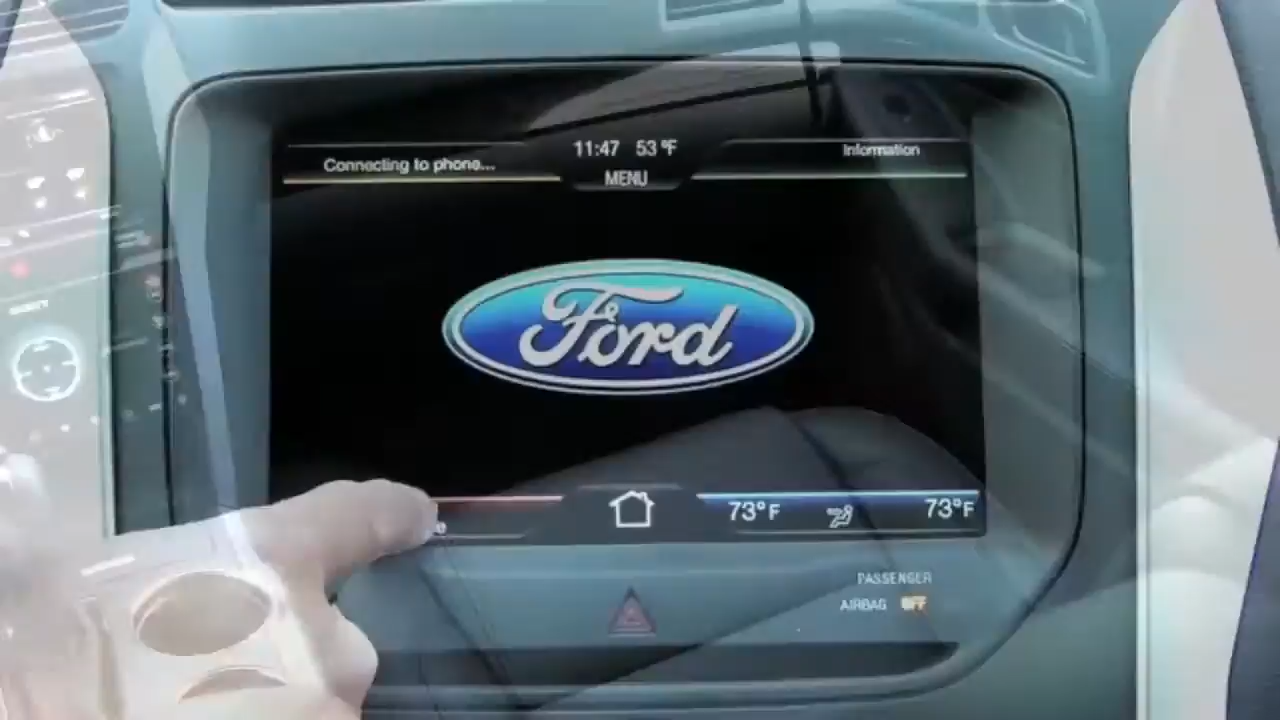 11:47 53°F
Connecting to phone...
MENU
Information
Ford
73°F
73°F
PASSENGER
AIRBAG OFF